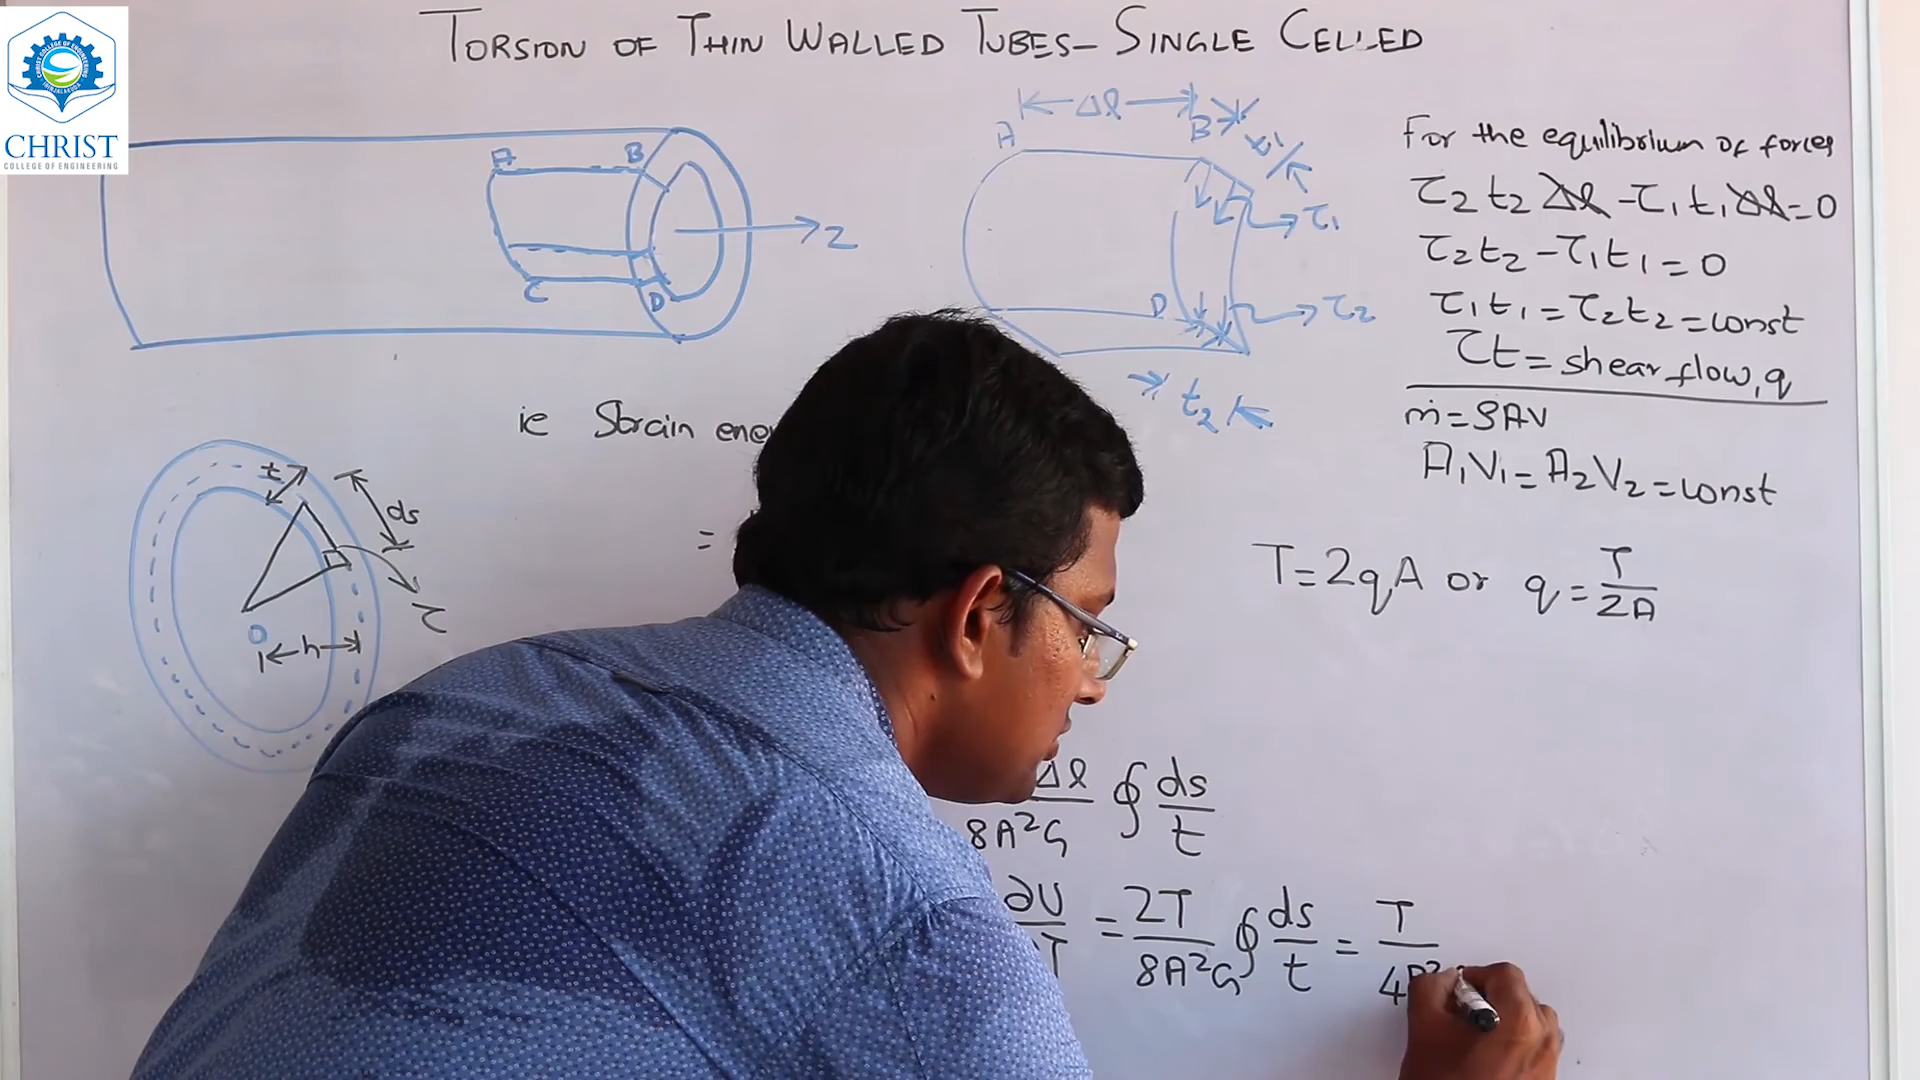 TORSION OF THIN WALLED TUBES- SINGLE CELLED
CHRIST
COLLEGE OF ENGINEERING
A B
C D
Z
A Δl B
t1
τ1
D
τ2
t2
For the equilibrium of forces
τ2 t2 Δl - τ1 t1 Δl = 0
τ2t2 - τ1t1 = 0
τ1t1 = τ2t2 = const
τt = shear flow, q
ṁ = ρAV
A1V1 = A2V2 = const
ie Strain
t
ds
τ
O
h
=
T = 2qA or q = T/2A
Δl/8A²G ∮ ds/t
∂U = 2T/8A²G ∮ ds/t = T/4A²